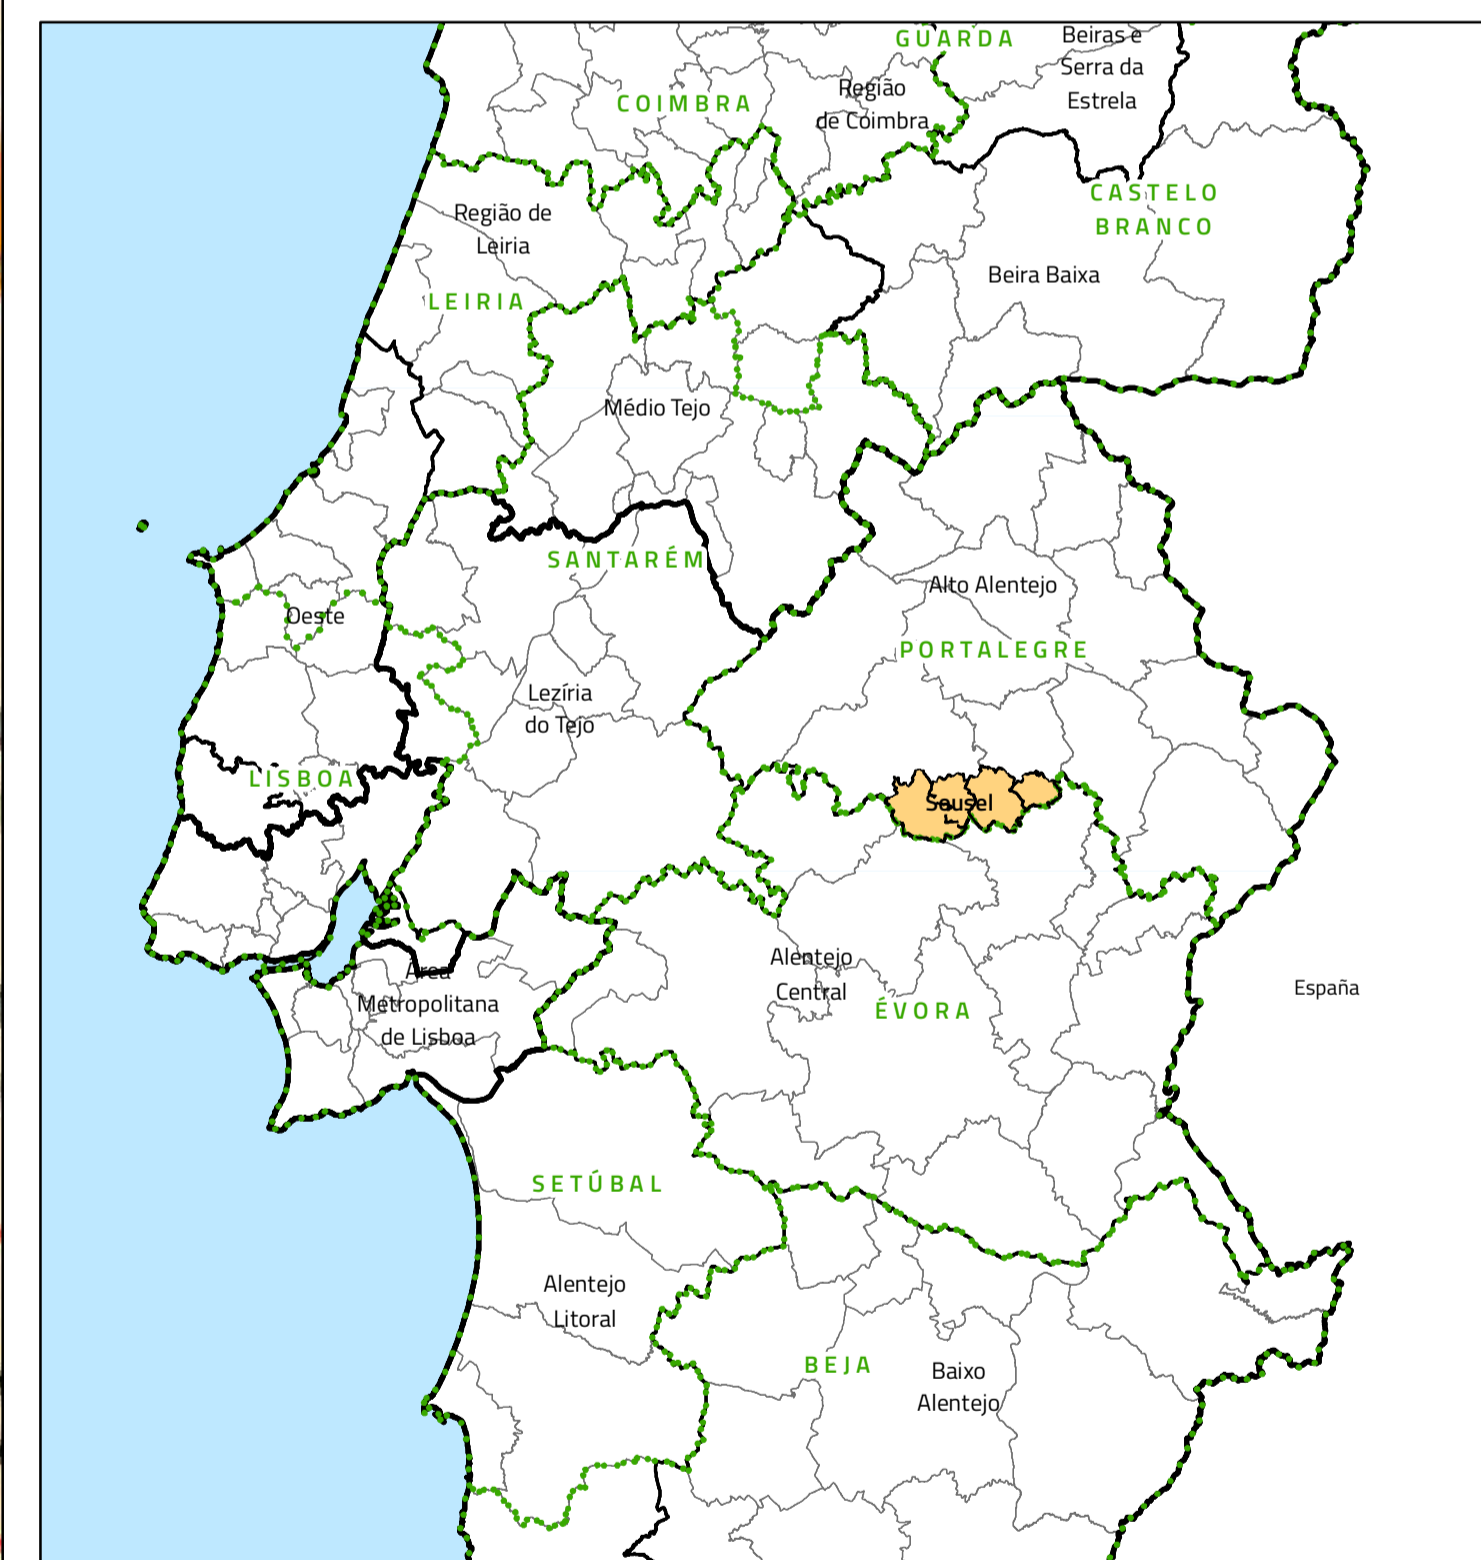 GUARDA
Beiras e
Serra da
Estrela
COIMBRA
Região
de Coimbra
CASTELO
BRANCO
Região de
Leiria
Beira Baixa
LEIRIA
Médio Tejo
SANTARÉM
Alto Alentejo
Oeste
PORTALEGRE
Lezíria
do Tejo
LISBOA
Sousel
Alentejo
Central
Área
Metropolitana
de Lisboa
ÉVORA
España
SETÚBAL
Alentejo
Litoral
BEJA
Baixo
Alentejo